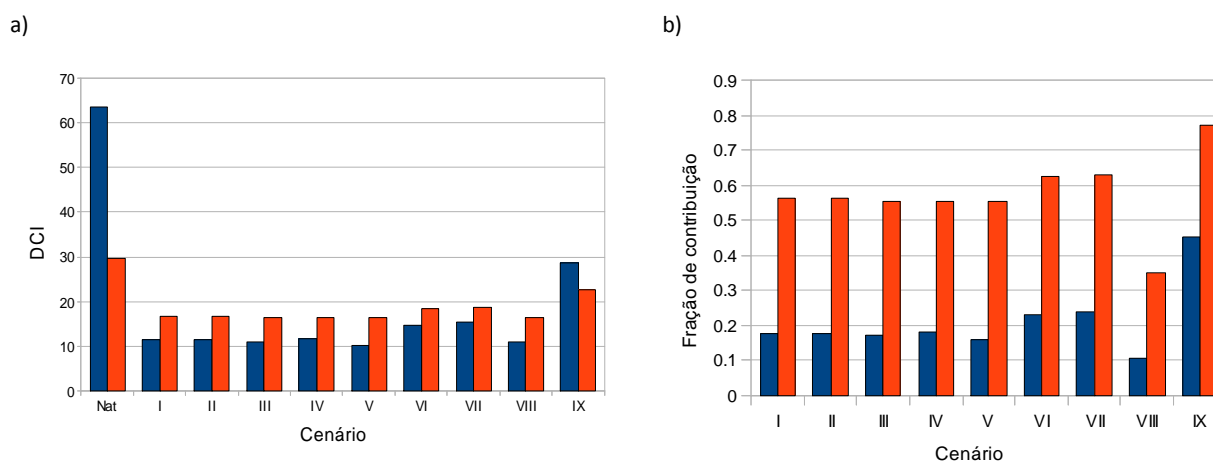 a)
70
60
50
40
30
20
10
0
DCI
Nat I II III IV V VI VII VIII IX
Cenário
b)
0.9
0.8
0.7
0.6
0.5
0.4
0.3
0.2
0.1
0
Fração de contribuição
I II III IV V VI VII VIII IX
Cenário